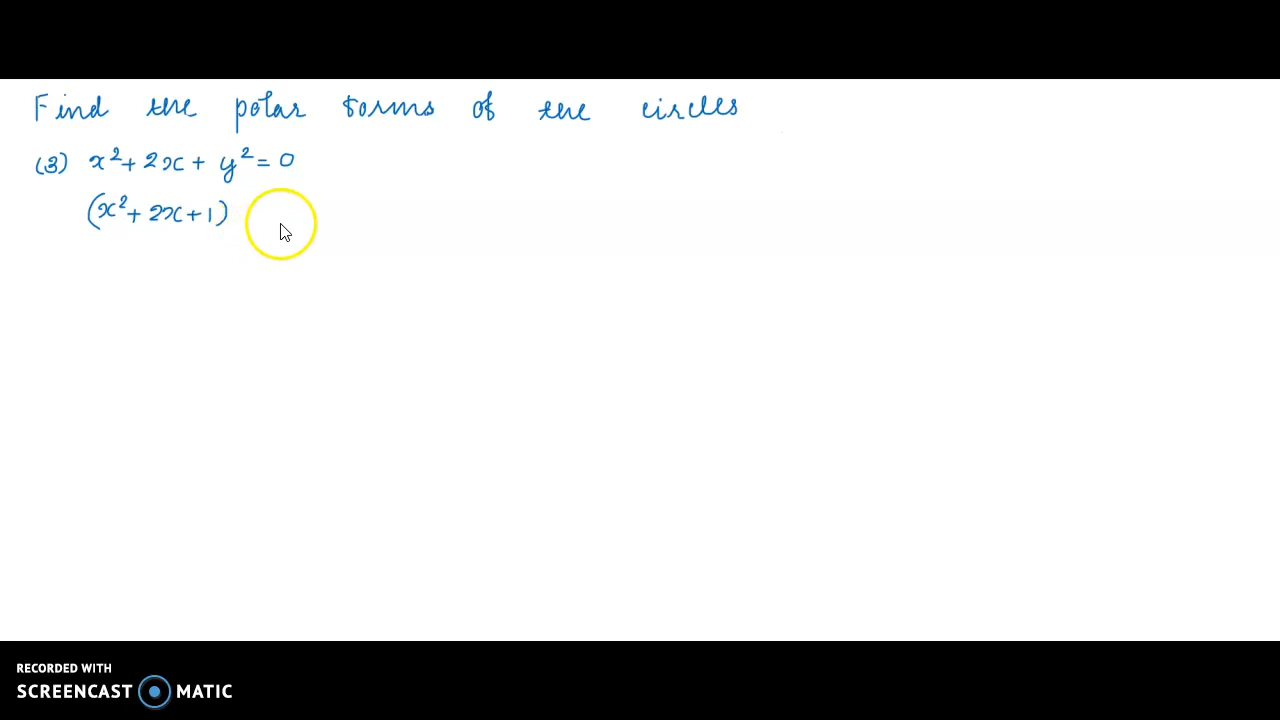 Find the polar forms of the circles
(3) x²+ 2x + y² = 0
(x²+ 2x+1)
RECORDED WITH
SCREENCAST MATIC